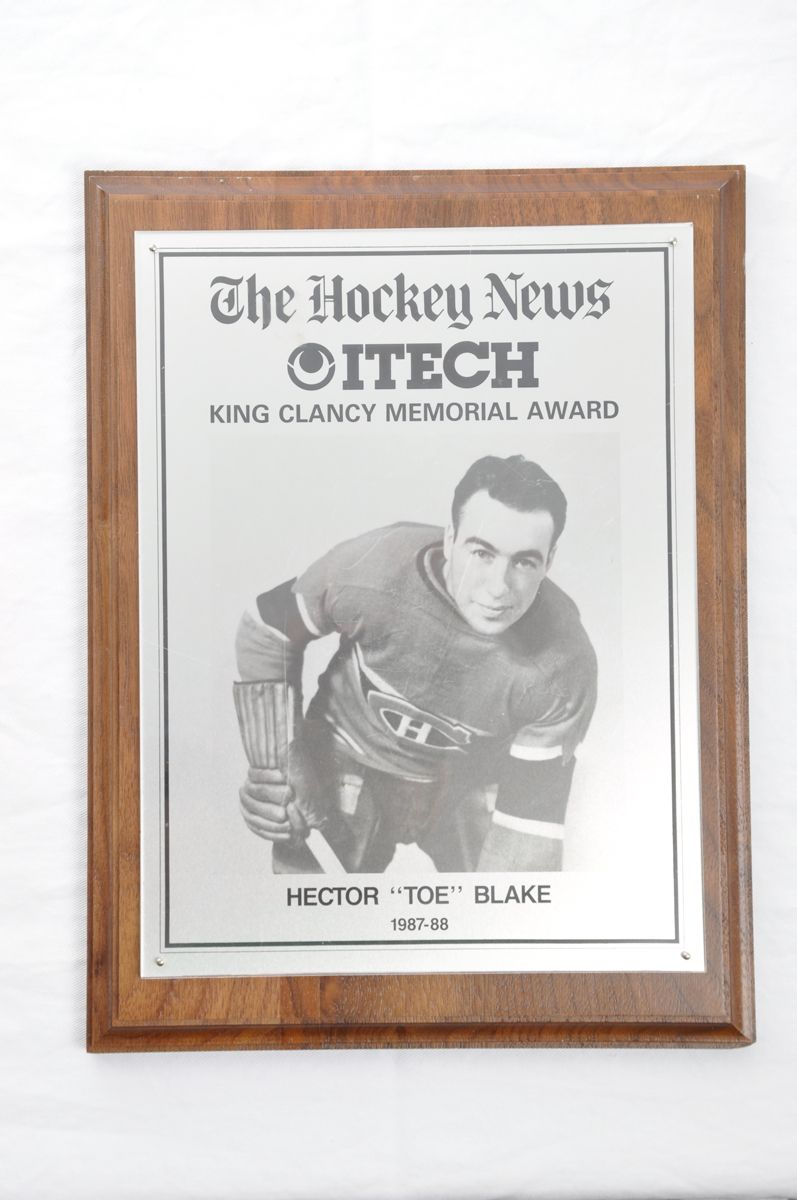 The Hockey News
ITECH
KING CLANCY MEMORIAL AWARD
H
HECTOR “TOE” BLAKE
1987-88